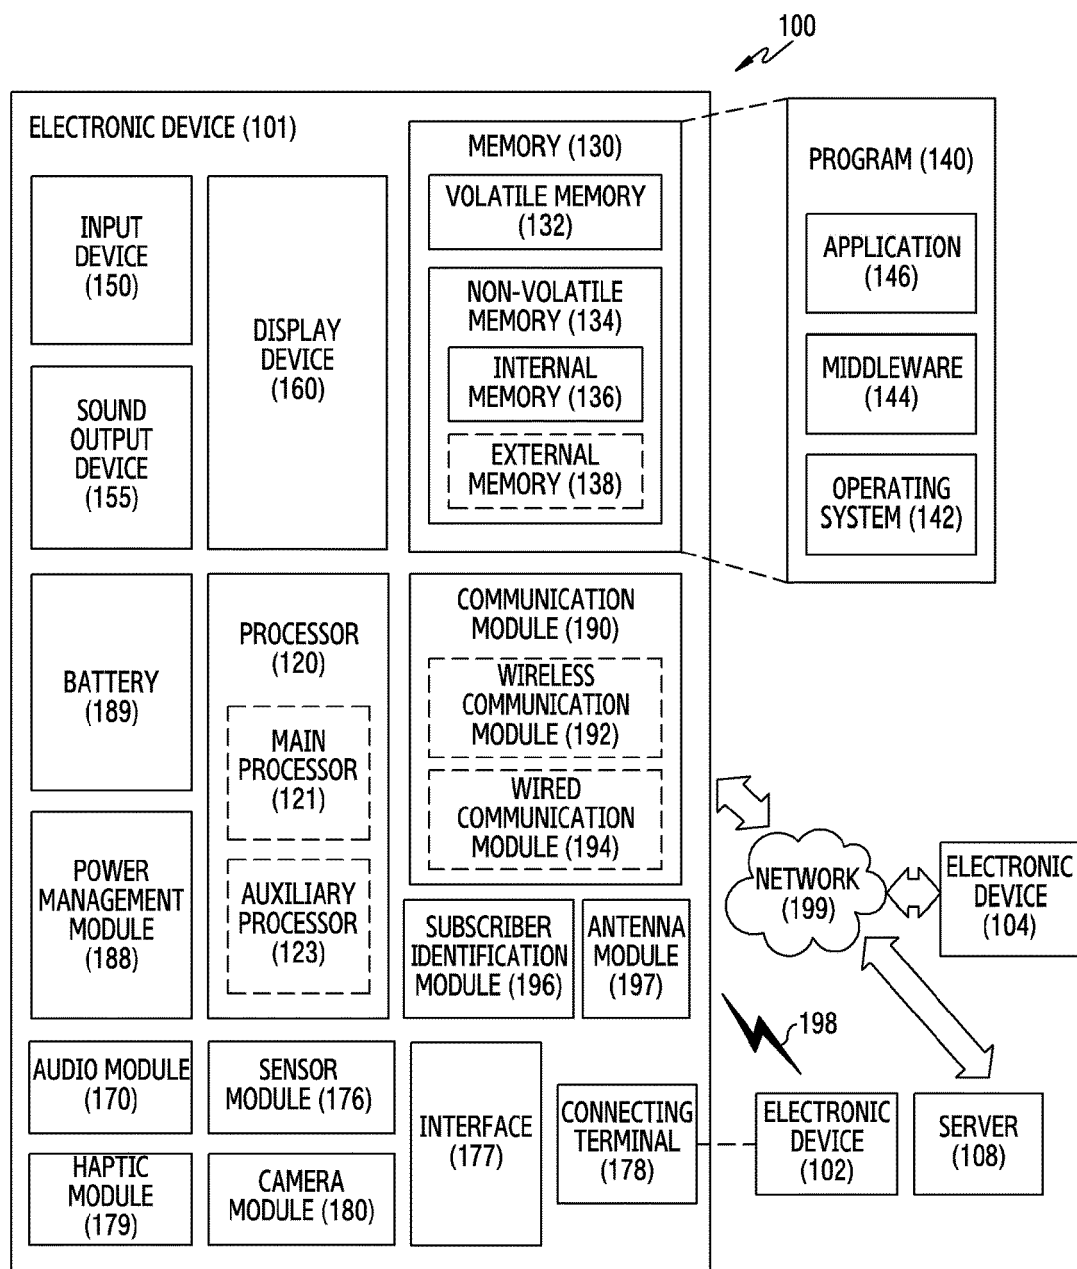 100
ELECTRONIC DEVICE (101)
INPUT
DEVICE
(150)
SOUND
OUTPUT
DEVICE
(155)
DISPLAY
DEVICE
(160)
MEMORY (130)
VOLATILE MEMORY
(132)
NON-VOLATILE
MEMORY (134)
INTERNAL
MEMORY (136)
EXTERNAL
MEMORY (138)
PROGRAM (140)
APPLICATION
(146)
MIDDLEWARE
(144)
OPERATING
SYSTEM (142)
BATTERY
(189)
POWER
MANAGEMENT
MODULE
(188)
PROCESSOR
(120)
MAIN
PROCESSOR
(121)
AUXILIARY
PROCESSOR
(123)
COMMUNICATION
MODULE (190)
WIRELESS
COMMUNICATION
MODULE (192)
WIRED
COMMUNICATION
MODULE (194)
SUBSCRIBER
IDENTIFICATION
MODULE (196)
ANTENNA
MODULE
(197)
NETWORK
(199)
ELECTRONIC
DEVICE
(104)
198
AUDIO MODULE
(170)
SENSOR
MODULE (176)
HAPTIC
MODULE
(179)
CAMERA
MODULE (180)
INTERFACE
(177)
CONNECTING
TERMINAL
(178)
ELECTRONIC
DEVICE
(102)
SERVER
(108)